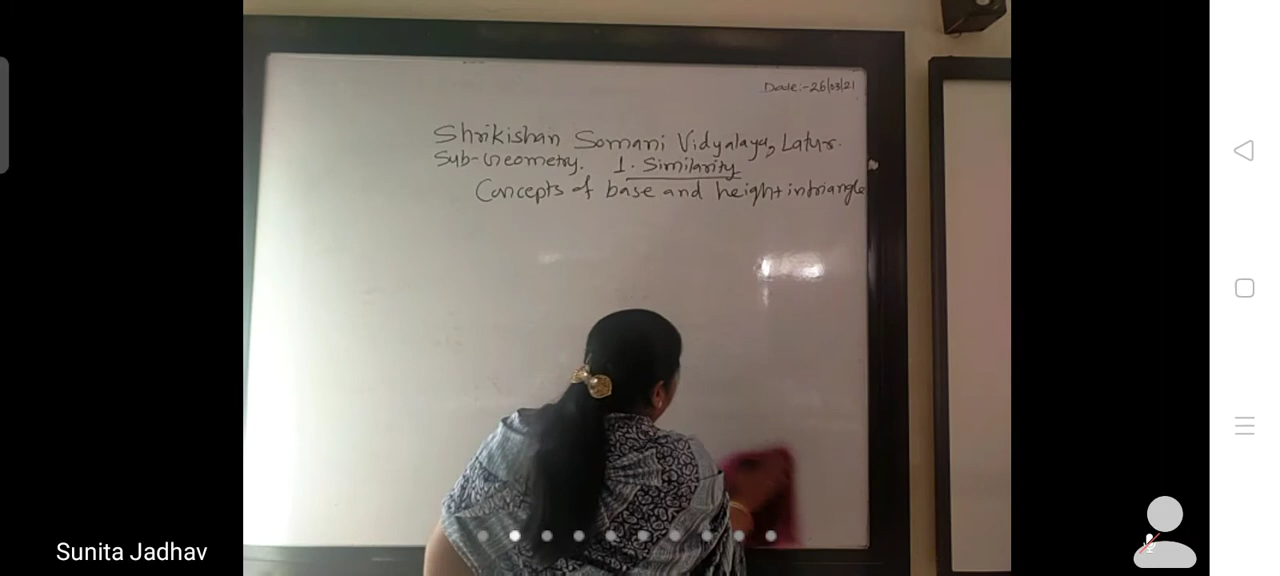 Date:-26/03/21
Shrikishan Somani Vidyalaya, Latur.
Sub-Geometry. 1. Similarity
Concepts of base and height in triangle
Sunita Jadhav